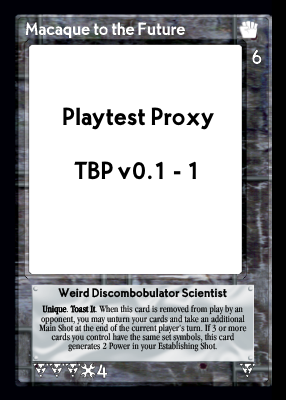 Macaque to the Future
6
Playtest Proxy
TBP v0.1 - 1
Weird Discombobulator Scientist
Unique. Toast It. When this card is removed from play by an
opponent, you may unturn your cards and take an additional
Main Shot at the end of the current player's turn. If 3 or more
cards you control have the same set symbols, this card
generates 2 Power in your Establishing Shot.
4